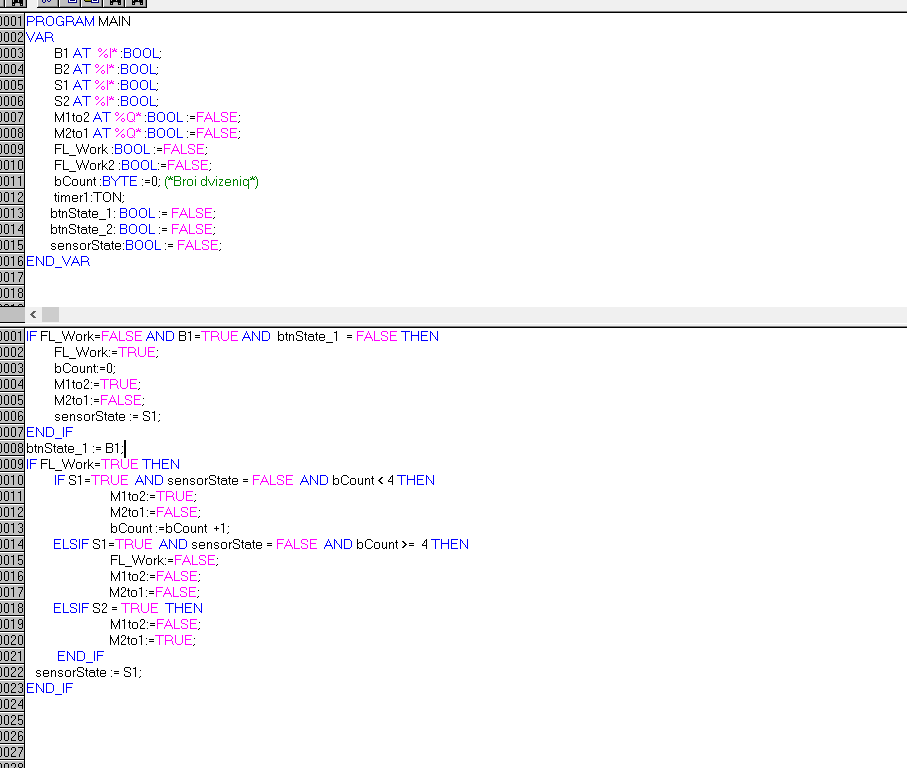 0001 PROGRAM MAIN
0002 VAR
0003 B1 AT %I* :BOOL;
0004 B2 AT %I* :BOOL;
0005 S1 AT %I* :BOOL;
0006 S2 AT %I* :BOOL;
0007 M1to2 AT %Q* :BOOL :=FALSE;
0008 M2to1 AT %Q* :BOOL :=FALSE;
0009 FL_Work :BOOL :=FALSE;
0010 FL_Work2 :BOOL:=FALSE;
0011 bCount :BYTE :=0; (*Broi dvizeniq*)
0012 timer1:TON;
0013 btnState_1: BOOL := FALSE;
0014 btnState_2: BOOL := FALSE;
0015 sensorState:BOOL := FALSE;
0016 END_VAR
0017
0018
0001 IF FL_Work=FALSE AND B1=TRUE AND btnState_1 = FALSE THEN
0002 FL_Work:=TRUE;
0003 bCount:=0;
0004 M1to2:=TRUE;
0005 M2to1:=FALSE;
0006 sensorState := S1;
0007 END_IF
0008 btnState_1 := B1;
0009 IF FL_Work=TRUE THEN
0010 IF S1=TRUE AND sensorState = FALSE AND bCount < 4 THEN
0011 M1to2:=TRUE;
0012 M2to1:=FALSE;
0013 bCount :=bCount +1;
0014 ELSIF S1=TRUE AND sensorState = FALSE AND bCount >= 4 THEN
0015 FL_Work:=FALSE;
0016 M1to2:=FALSE;
0017 M2to1:=FALSE;
0018 ELSIF S2 = TRUE THEN
0019 M1to2:=FALSE;
0020 M2to1:=TRUE;
0021 END_IF
0022 sensorState := S1;
0023 END_IF
0024
0025
0026
0027